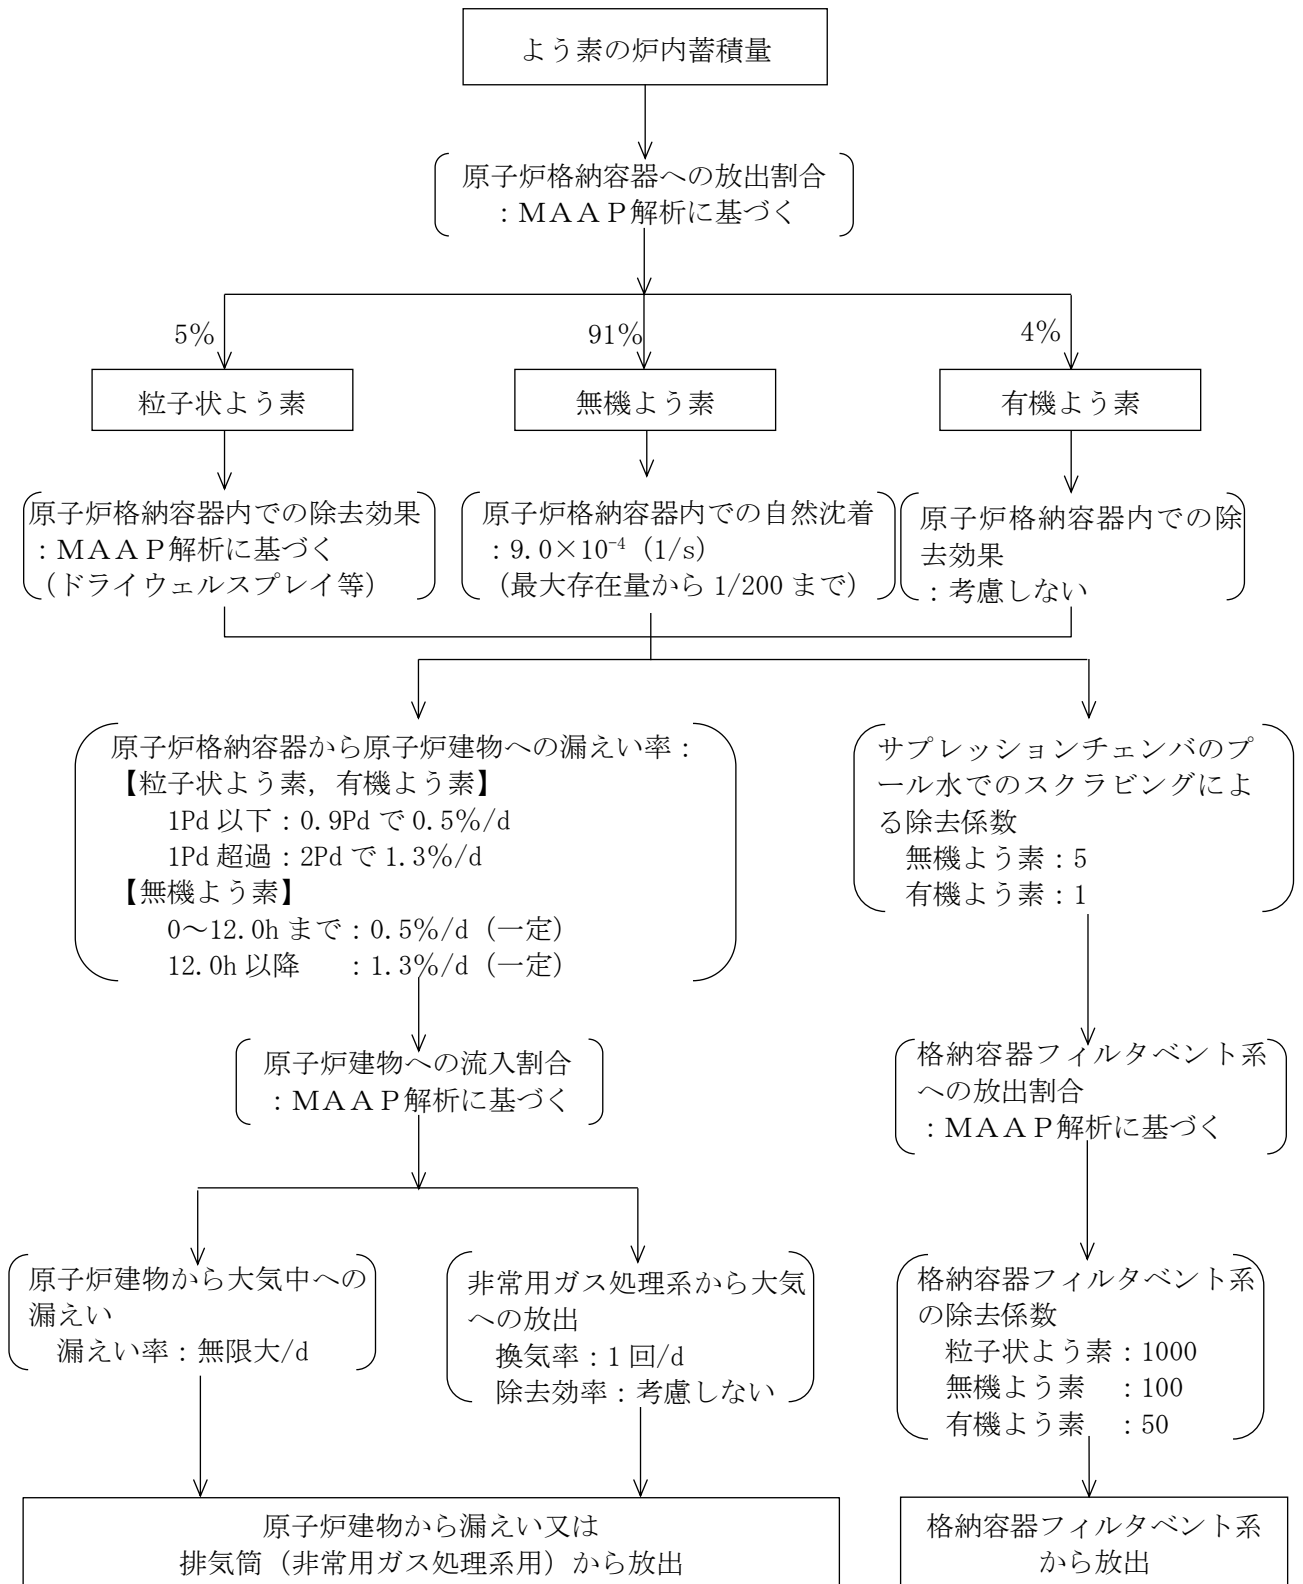 よう素の炉内蓄積量
原子炉格納容器への放出割合
：ＭＡＡＰ解析に基づく
5%
91%
4%
粒子状よう素
無機よう素
有機よう素
原子炉格納容器内での除去効果
：ＭＡＡＰ解析に基づく
（ドライウェルスプレイ等）
原子炉格納容器内での自然沈着
：9.0×10⁻⁴（1/s）
（最大存在量から 1/200 まで）
原子炉格納容器内での除
去効果
：考慮しない
原子炉格納容器から原子炉建物への漏えい率：
【粒子状よう素，有機よう素】
1Pd 以下：0.9Pd で 0.5%/d
1Pd 超過：2Pd で 1.3%/d
【無機よう素】
0～12.0h まで：0.5%/d（一定）
12.0h 以降　：1.3%/d（一定）
サプレッションチェンバのプ
ール水でのスクラビングによ
る除去係数
無機よう素：5
有機よう素：1
原子炉建物への流入割合
：ＭＡＡＰ解析に基づく
格納容器フィルタベント系
への放出割合
：ＭＡＡＰ解析に基づく
原子炉建物から大気中への
漏えい
漏えい率：無限大/d
非常用ガス処理系から大気
への放出
換気率：1 回/d
除去効率：考慮しない
格納容器フィルタベント系
の除去係数
粒子状よう素：1000
無機よう素　：100
有機よう素　：50
原子炉建物から漏えい又は
排気筒（非常用ガス処理系用）から放出
格納容器フィルタベント系
から放出